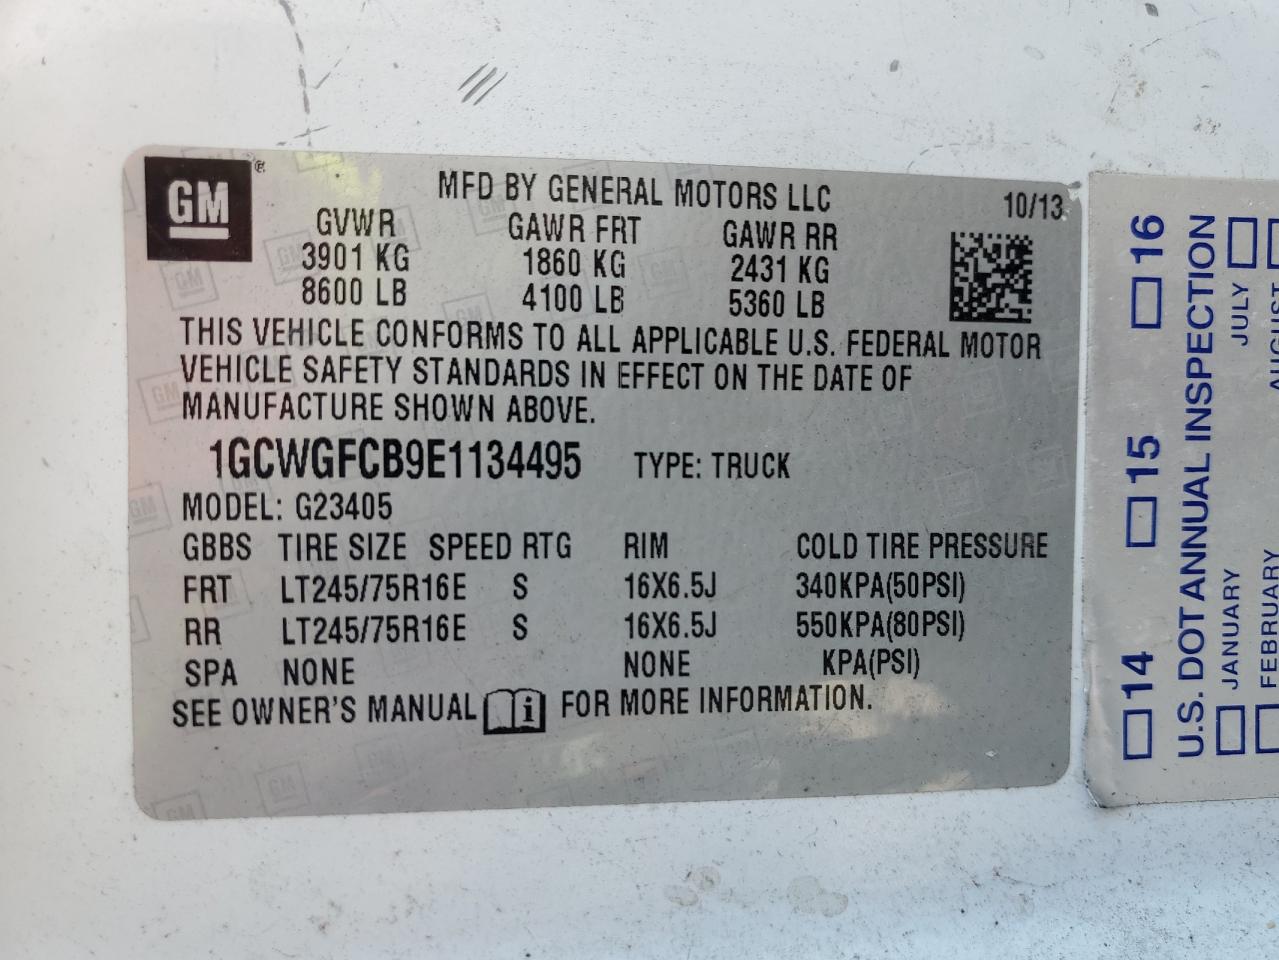 GM ®
MFD BY GENERAL MOTORS LLC 10/13
GVWR GAWR FRT GAWR RR
3901 KG 1860 KG 2431 KG
8600 LB 4100 LB 5360 LB
THIS VEHICLE CONFORMS TO ALL APPLICABLE U.S. FEDERAL MOTOR
VEHICLE SAFETY STANDARDS IN EFFECT ON THE DATE OF
MANUFACTURE SHOWN ABOVE.
1GCWGFCB9E1134495 TYPE: TRUCK
MODEL: G23405
GBBS TIRE SIZE SPEED RTG RIM COLD TIRE PRESSURE
FRT LT245/75R16E S 16X6.5J 340KPA(50PSI)
RR LT245/75R16E S 16X6.5J 550KPA(80PSI)
SPA NONE NONE KPA(PSI)
SEE OWNER'S MANUAL i FOR MORE INFORMATION.
14 15 16
U.S. DOT ANNUAL INSPECTION
JANUARY JULY
FEBRUARY AUGUST